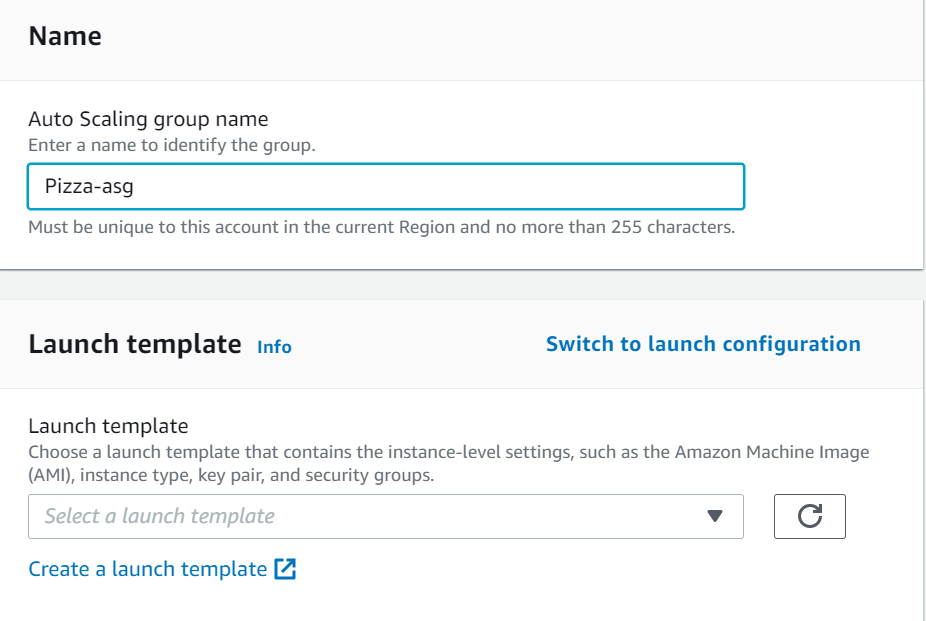 Name
Auto Scaling group name
Enter a name to identify the group.
Pizza-asg
Must be unique to this account in the current Region and no more than 255 characters.
Launch template Info Switch to launch configuration
Launch template
Choose a launch template that contains the instance-level settings, such as the Amazon Machine Image
(AMI), instance type, key pair, and security groups.
Select a launch template
Create a launch template